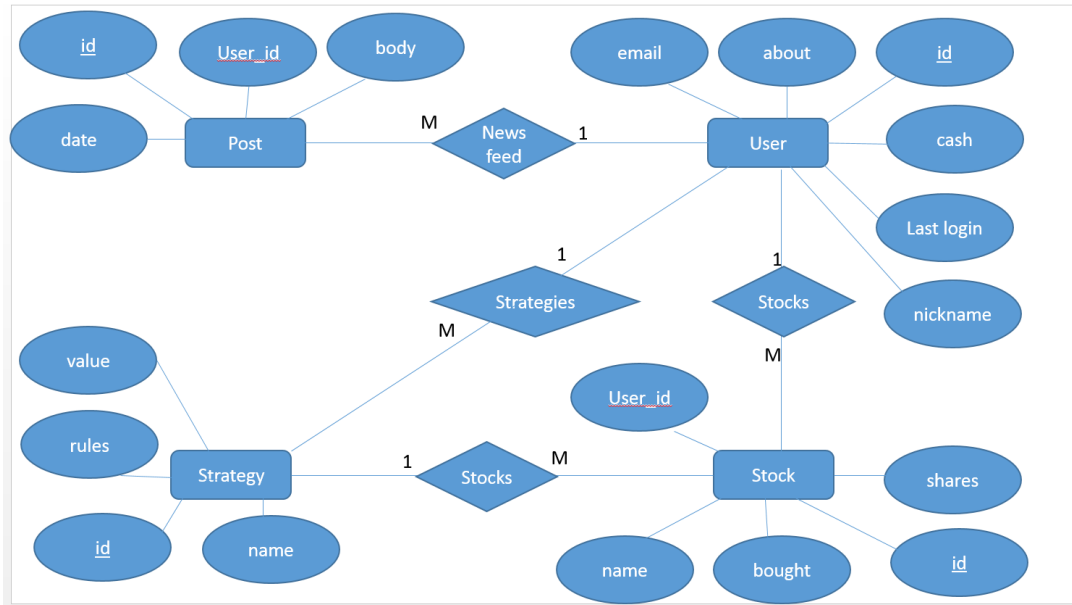 id
User_id
body
email
about
id
date
Post
M
News
feed
1
User
cash
Last login
nickname
1
Strategies
M
1
Stocks
M
value
rules
User_id
Strategy
1
Stocks
M
Stock
shares
id
name
name
bought
id